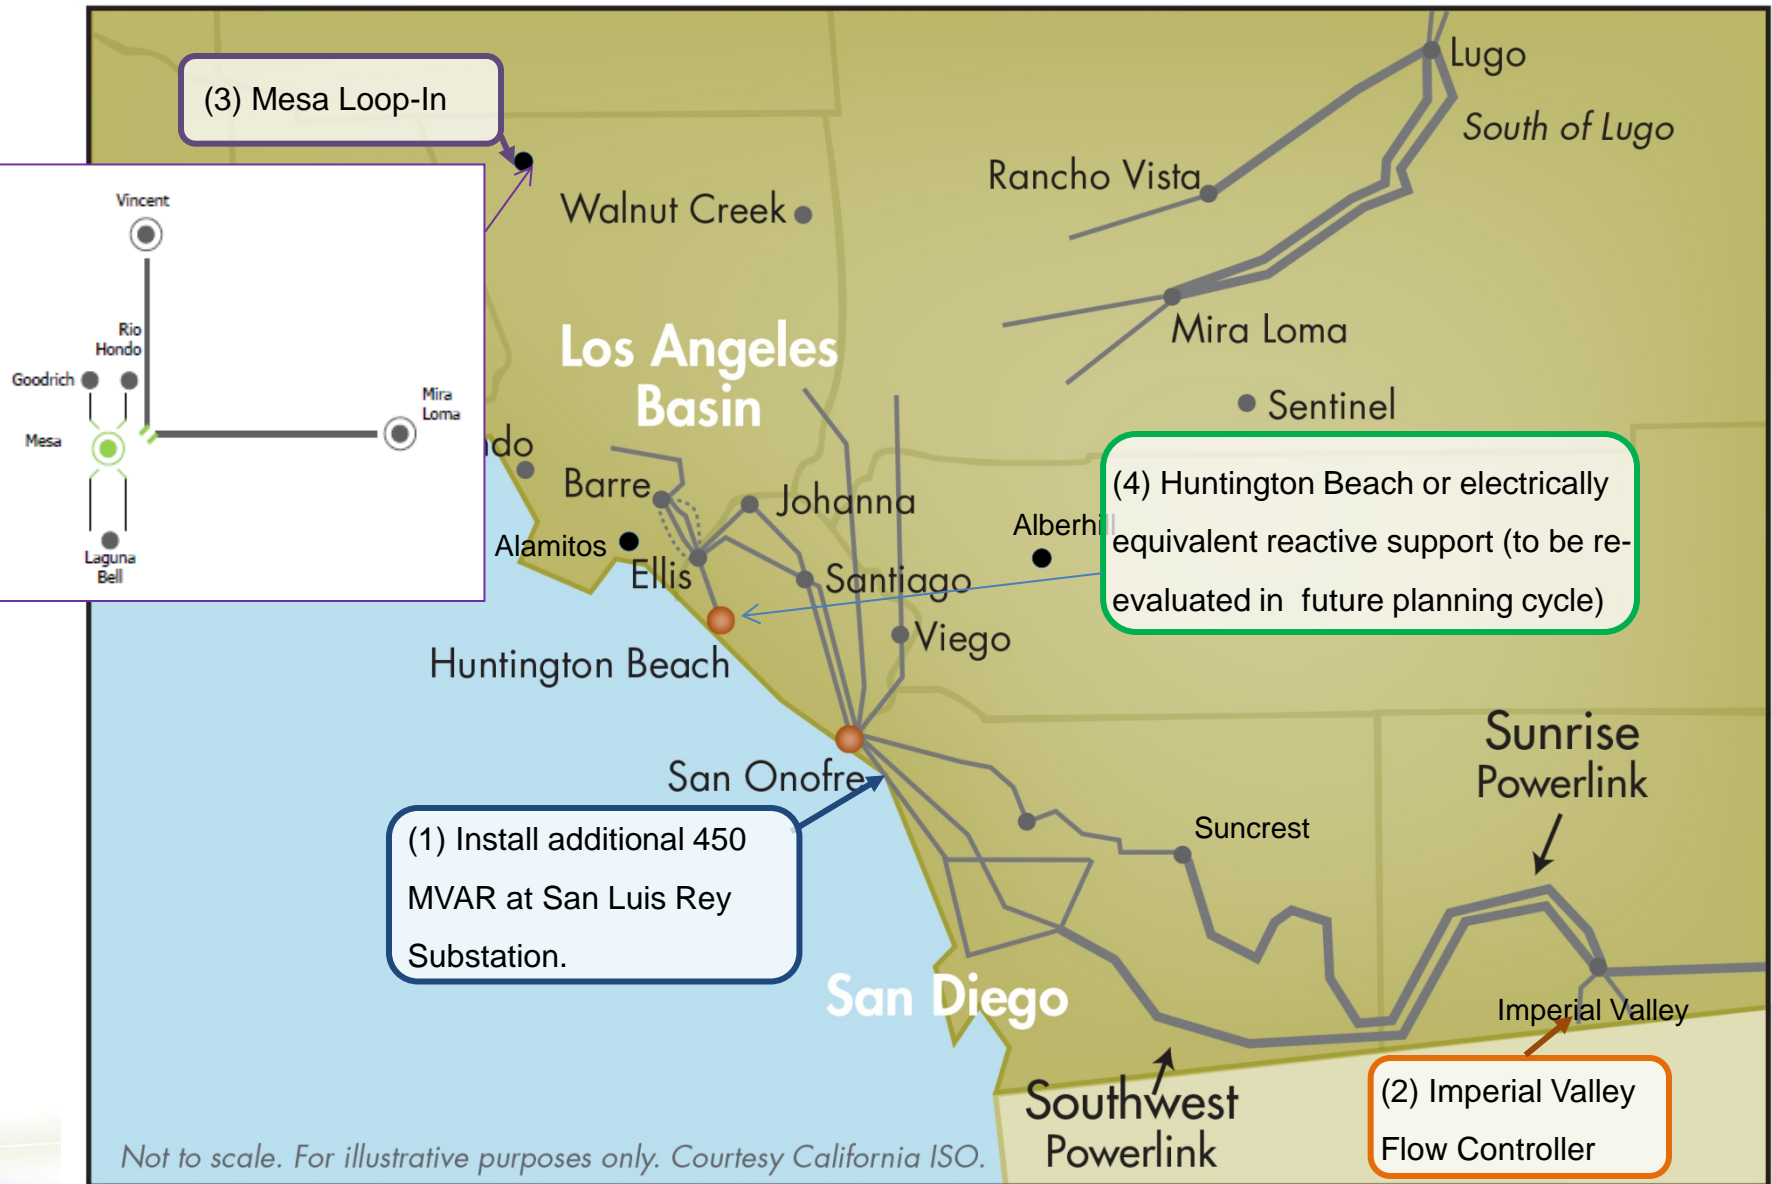 Lugo
South of Lugo
(3) Mesa Loop-In
Rancho Vista
Walnut Creek
Vincent
Rio
Hondo
Goodrich
Mira
Loma
Mesa
Laguna
Bell
Mira Loma
Los Angeles
Basin
Sentinel
ndo
Barre
Johanna
Alamitos
Ellis
Santiago
Alberhill
(4) Huntington Beach or electrically
equivalent reactive support (to be re-
evaluated in future planning cycle)
Viego
Huntington Beach
San Onofre
Sunrise
Powerlink
(1) Install additional 450
MVAR at San Luis Rey
Substation.
Suncrest
San Diego
Imperial Valley
Southwest
Powerlink
(2) Imperial Valley
Flow Controller
Not to scale. For illustrative purposes only. Courtesy California ISO.